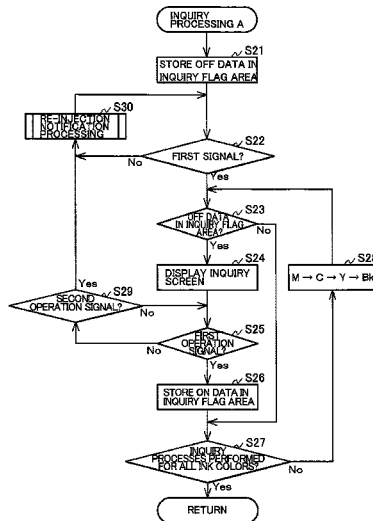 INQUIRY
PROCESSING A
S21
STORE OFF DATA IN
INQUIRY FLAG AREA
S30
RE-INJECTION
NOTIFICATION
PROCESSING
S22
FIRST SIGNAL?
No
Yes
S23
OFF DATA
IN INQUIRY FLAG
AREA?
No
Yes
S24
DISPLAY INQUIRY
SCREEN
S28
M → C → Y → Bk
Yes
S29
SECOND
OPERATION SIGNAL?
No
S25
FIRST
OPERATION
SIGNAL?
No
Yes
S26
STORE ON DATA IN
INQUIRY FLAG AREA
S27
INQUIRY
PROCESSES PERFORMED
FOR ALL INK COLORS?
No
Yes
RETURN